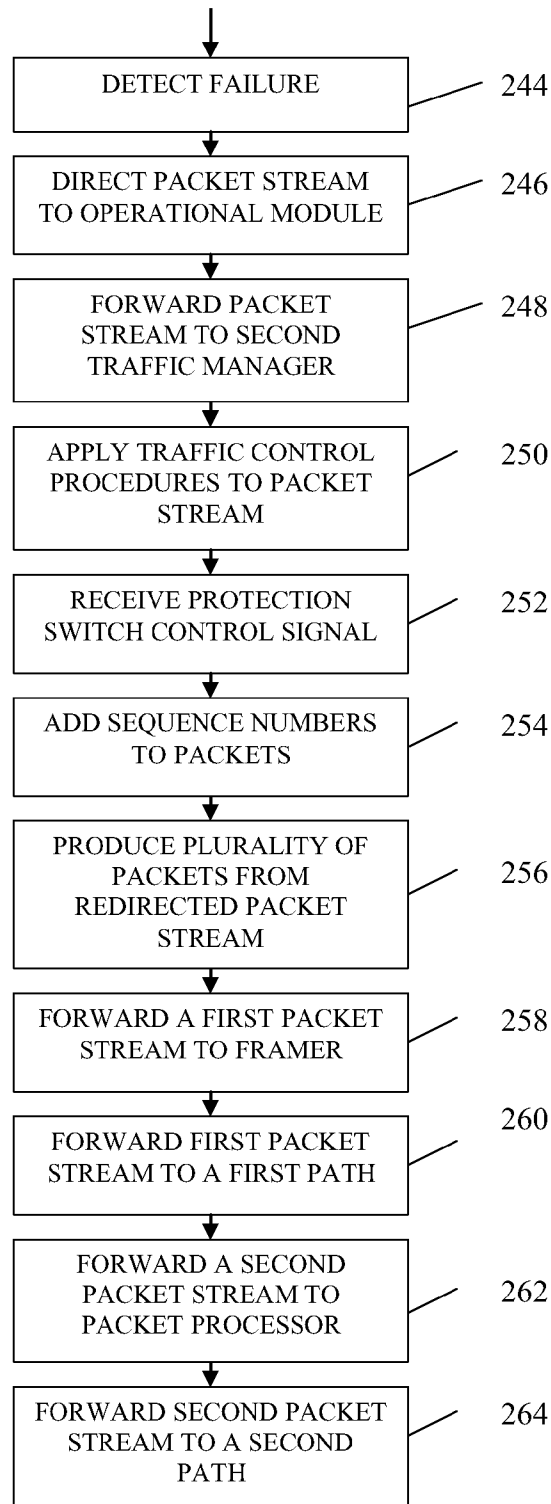 DETECT FAILURE
244
DIRECT PACKET STREAM
TO OPERATIONAL MODULE
246
FORWARD PACKET
STREAM TO SECOND
TRAFFIC MANAGER
248
APPLY TRAFFIC CONTROL
PROCEDURES TO PACKET
STREAM
250
RECEIVE PROTECTION
SWITCH CONTROL SIGNAL
252
ADD SEQUENCE NUMBERS
TO PACKETS
254
PRODUCE PLURALITY OF
PACKETS FROM
REDIRECTED PACKET
STREAM
256
FORWARD A FIRST PACKET
STREAM TO FRAMER
258
FORWARD FIRST PACKET
STREAM TO A FIRST PATH
260
FORWARD A SECOND
PACKET STREAM TO
PACKET PROCESSOR
262
FORWARD SECOND PACKET
STREAM TO A SECOND
PATH
264